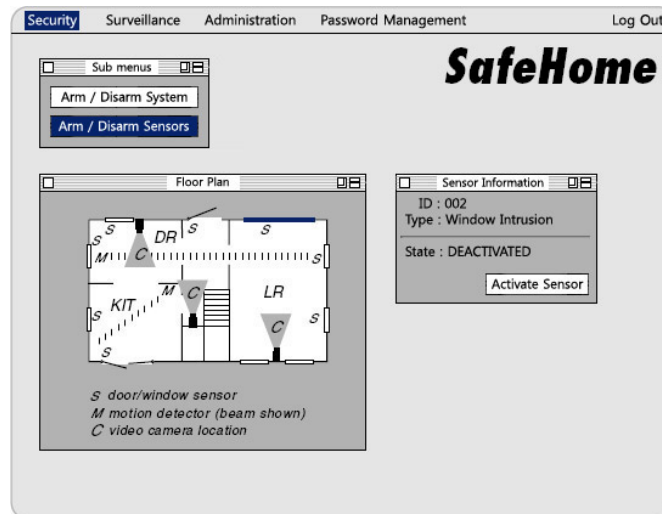 Security Surveillance Administration Password Management Log Out
SafeHome
Sub menus
Arm / Disarm System
Arm / Disarm Sensors
Floor Plan
S S S
S DR
M C S
KIT M C LR
S C S
S
S door/window sensor
M motion detector (beam shown)
C video camera location
Sensor Information
ID : 002
Type : Window Intrusion
State : DEACTIVATED
Activate Sensor